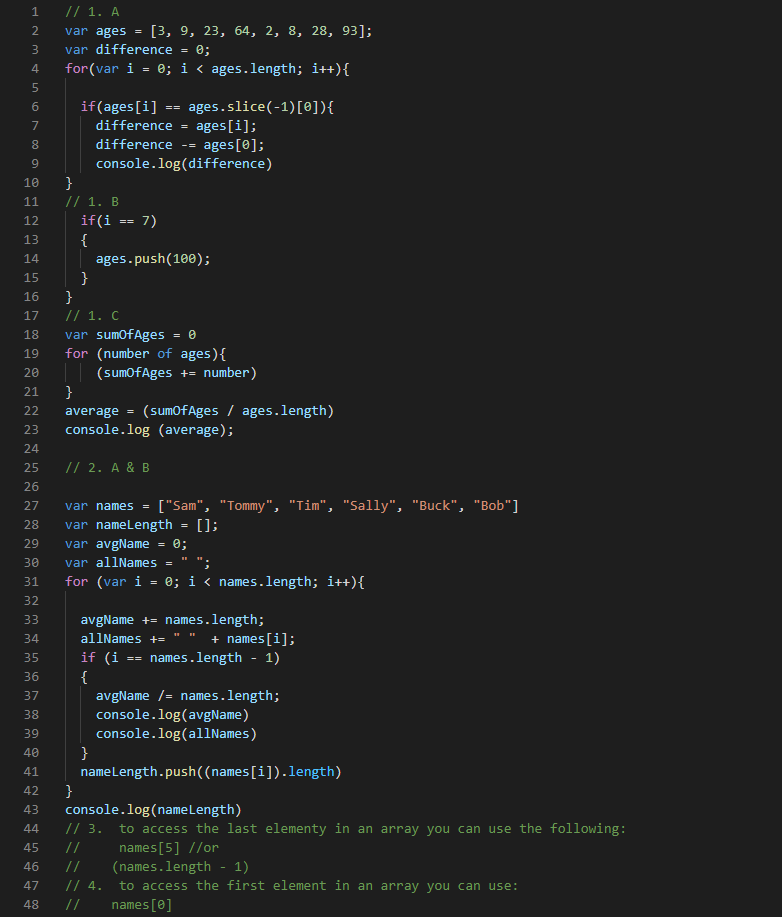 1 // 1. A
2 var ages = [3, 9, 23, 64, 2, 8, 28, 93];
3 var difference = 0;
4 for(var i = 0; i < ages.length; i++){
5
6 if(ages[i] == ages.slice(-1)[0]){
7 difference = ages[i];
8 difference -= ages[0];
9 console.log(difference)
10 }
11 // 1. B
12 if(i == 7)
13 {
14 ages.push(100);
15 }
16 }
17 // 1. C
18 var sumOfAges = 0
19 for (number of ages){
20 (sumOfAges += number)
21 }
22 average = (sumOfAges / ages.length)
23 console.log (average);
24
25 // 2. A & B
26
27 var names = ["Sam", "Tommy", "Tim", "Sally", "Buck", "Bob"]
28 var nameLength = [];
29 var avgName = 0;
30 var allNames = " ";
31 for (var i = 0; i < names.length; i++){
32
33 avgName += names.length;
34 allNames += " " + names[i];
35 if (i == names.length - 1)
36 {
37 avgName /= names.length;
38 console.log(avgName)
39 console.log(allNames)
40 }
41 nameLength.push((names[i]).length)
42 }
43 console.log(nameLength)
44 // 3. to access the last elementy in an array you can use the following:
45 // names[5] //or
46 // (names.length - 1)
47 // 4. to access the first element in an array you can use:
48 // names[0]